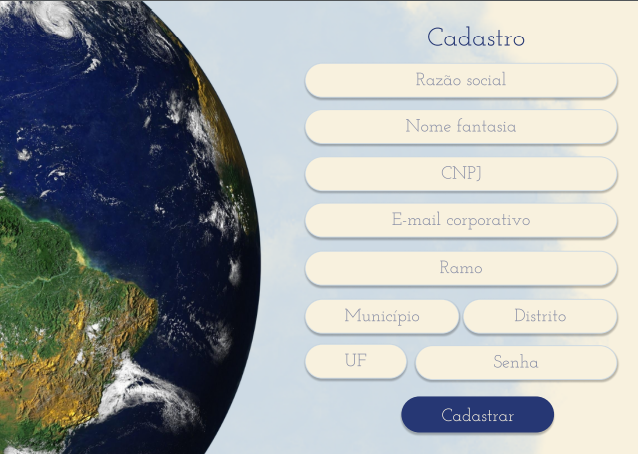 Cadastro
Razão social
Nome fantasia
CNPJ
E-mail corporativo
Ramo
Município Distrito
UF Senha
Cadastrar